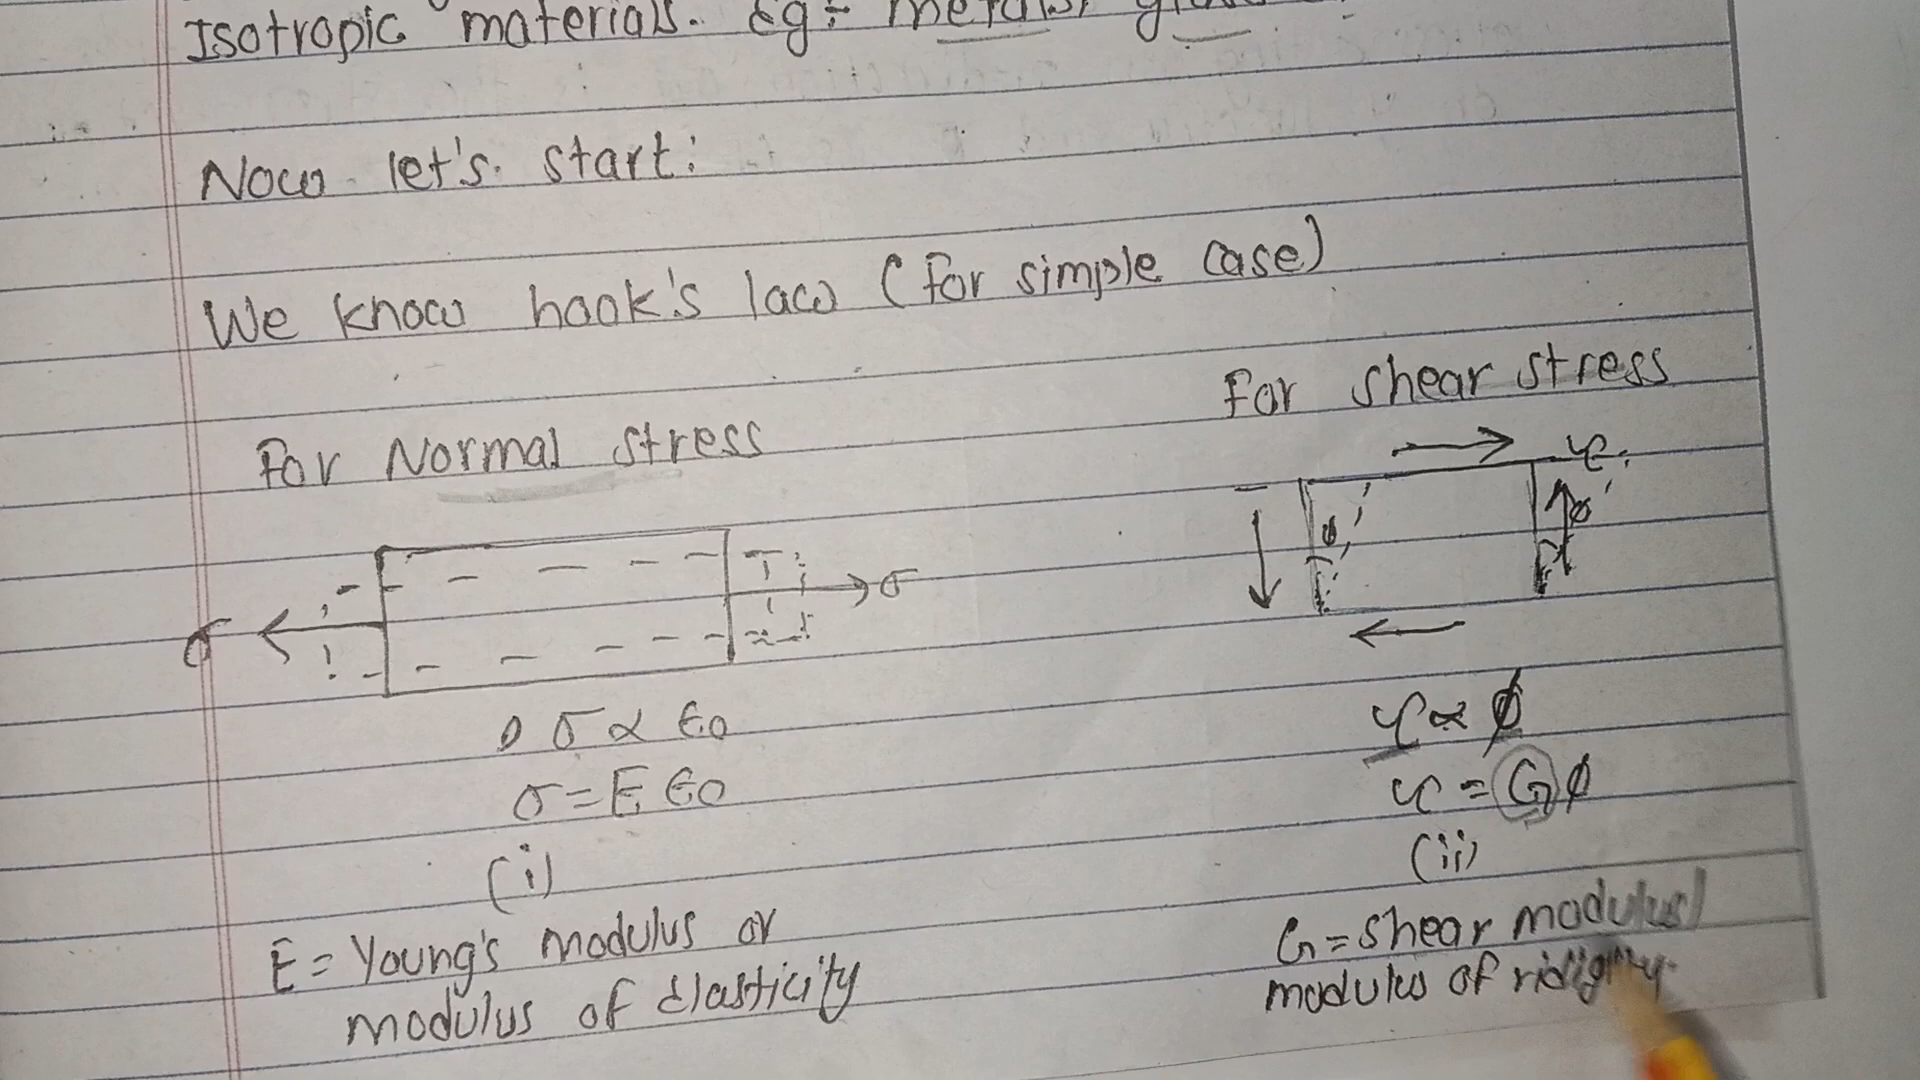 Isotropic materials. Eg:- metals,
Now let's start:
We know hook's law (for simple case)
For Normal stress
For shear stress
τ
φ
φ
σ
σ
σ ∝ ε0
σ = E ε0
(i)
E = Young's modulus or
modulus of elasticity
τ ∝ φ
τ = G φ
(ii)
G = shear modulus/
modulus of